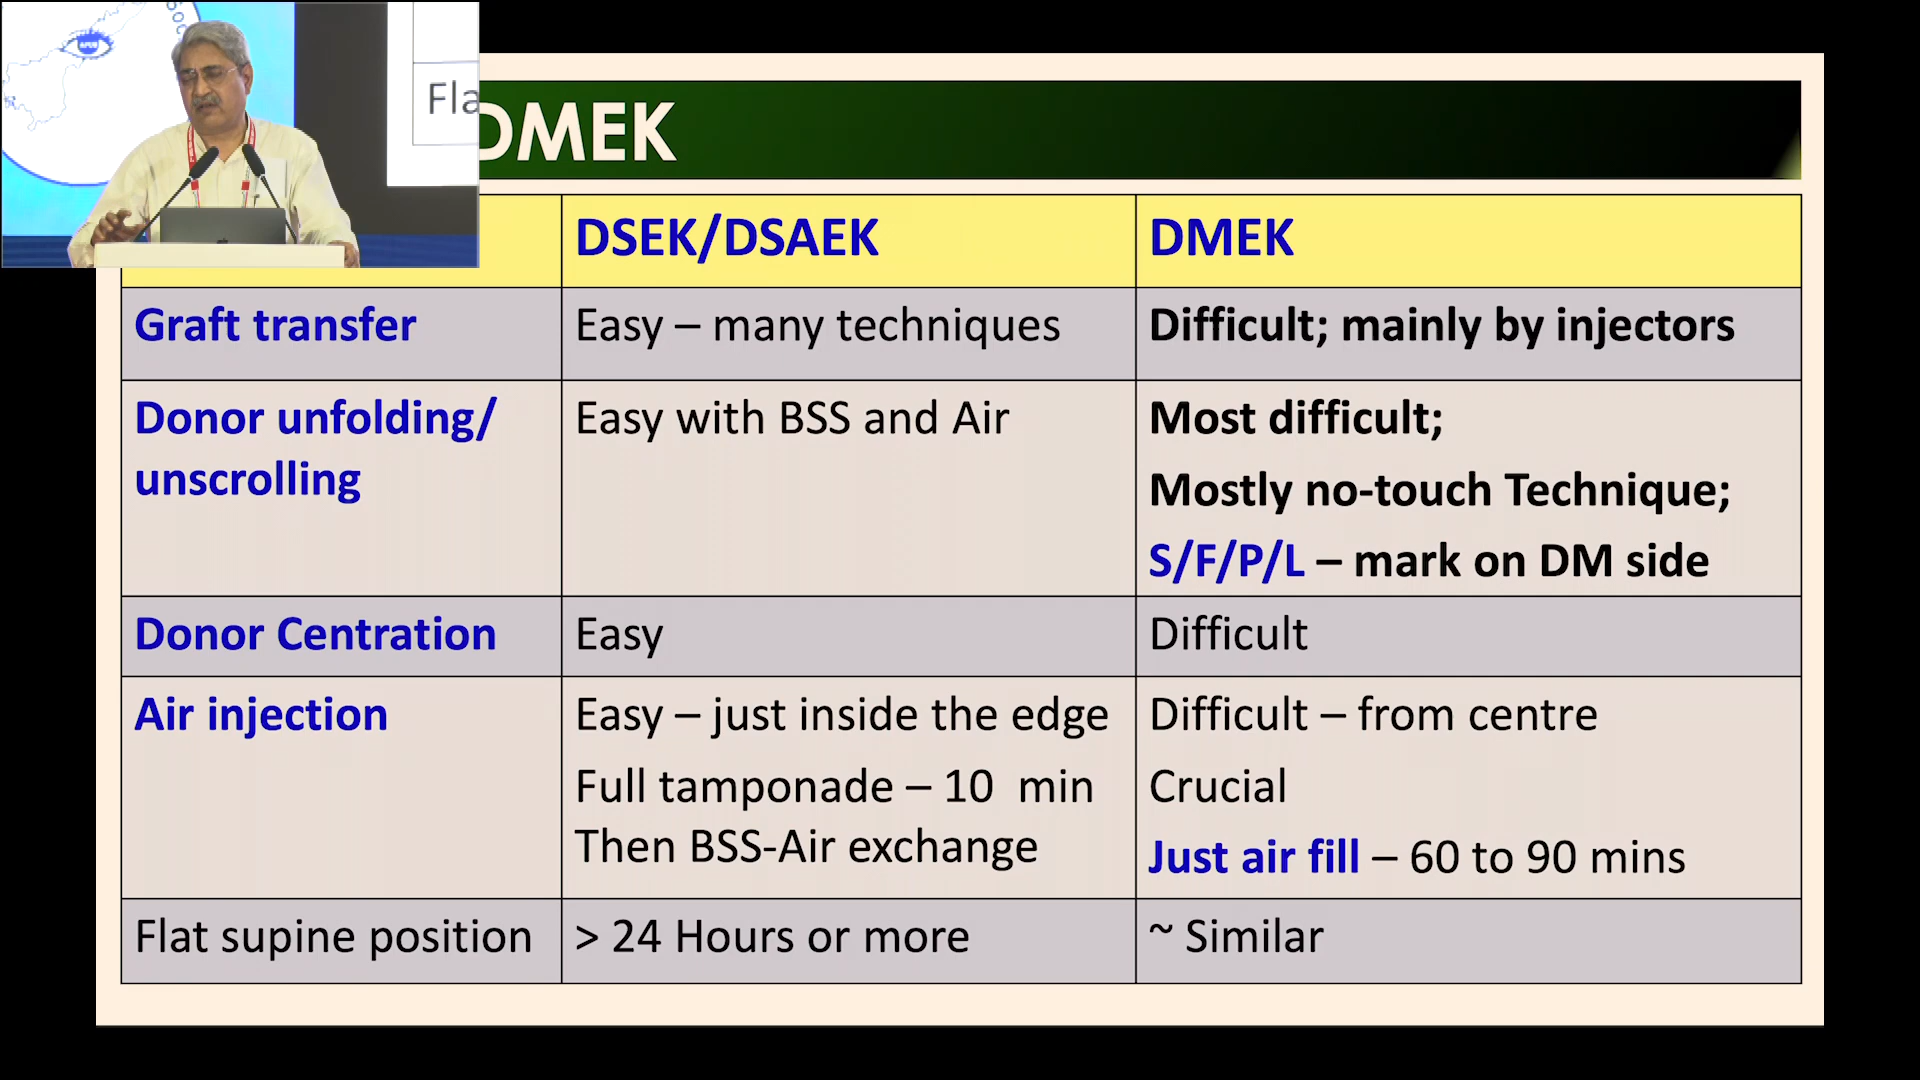 Soc
Fla
DMEK
DSEK/DSAEK
DMEK
Graft transfer
Easy – many techniques
Difficult; mainly by injectors
Donor unfolding/
unscrolling
Easy with BSS and Air
Most difficult;
Mostly no-touch Technique;
S/F/P/L – mark on DM side
Donor Centration
Easy
Difficult
Air injection
Easy – just inside the edge
Full tamponade – 10 min
Then BSS-Air exchange
Difficult – from centre
Crucial
Just air fill – 60 to 90 mins
Flat supine position
> 24 Hours or more
~ Similar